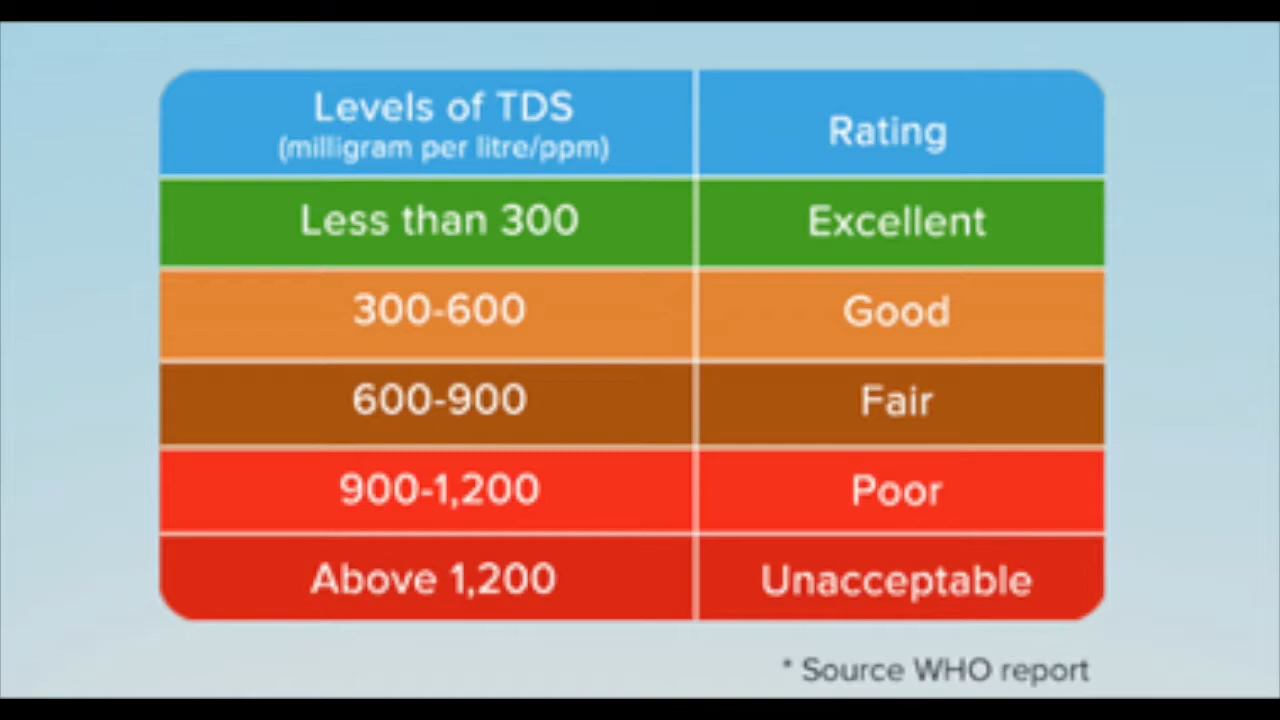 Levels of TDS
(milligram per litre/ppm)
Rating
Less than 300
Excellent
300-600
Good
600-900
Fair
900-1,200
Poor
Above 1,200
Unacceptable
* Source WHO report